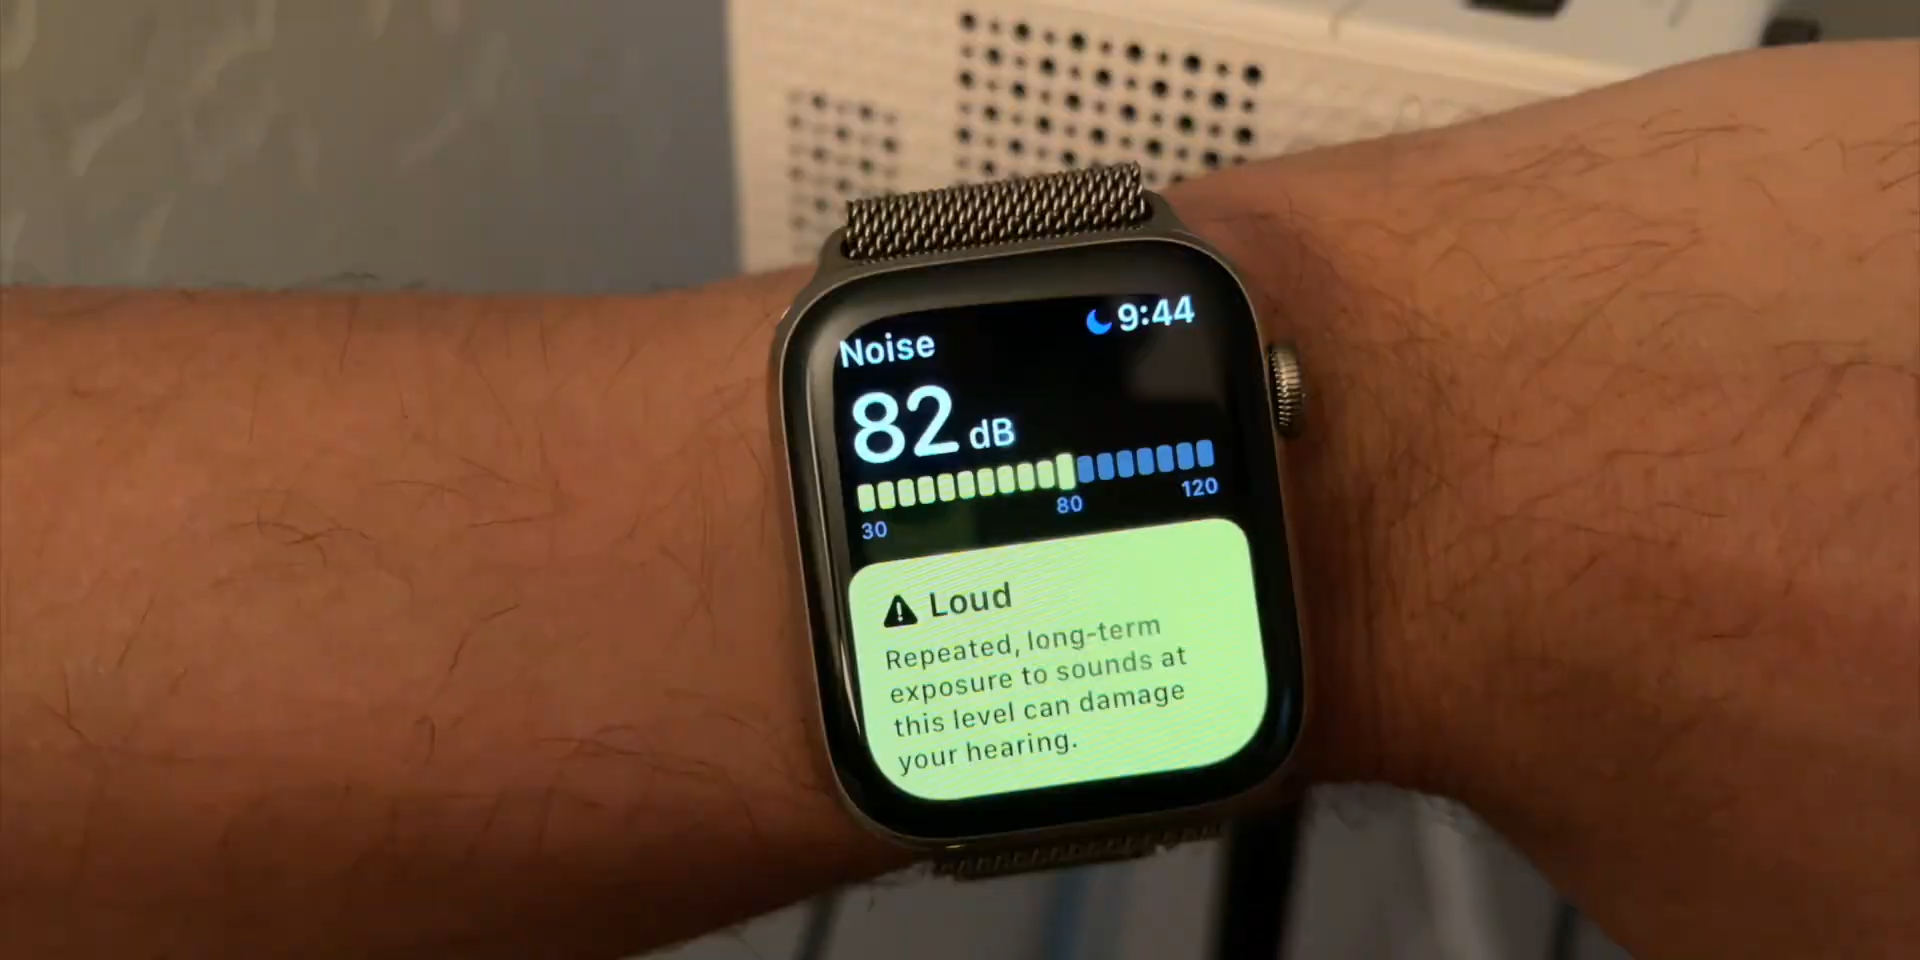 9:44
Noise
82 dB
30 80 120
Loud
Repeated, long-term
exposure to sounds at
this level can damage
your hearing.